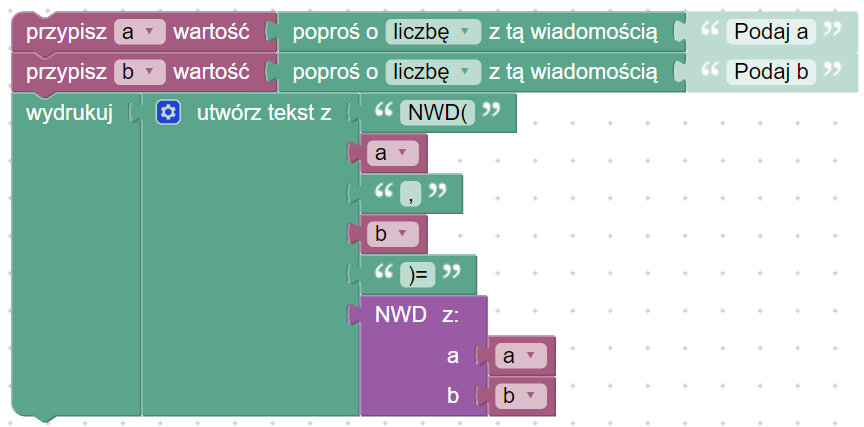 przypisz a wartość poproś o liczbę z tą wiadomością “ Podaj a ”
przypisz b wartość poproś o liczbę z tą wiadomością “ Podaj b ”
wydrukuj utwórz tekst z “ NWD( ”
a
“ , ”
b
“ )= ”
NWD z:
a a
b b